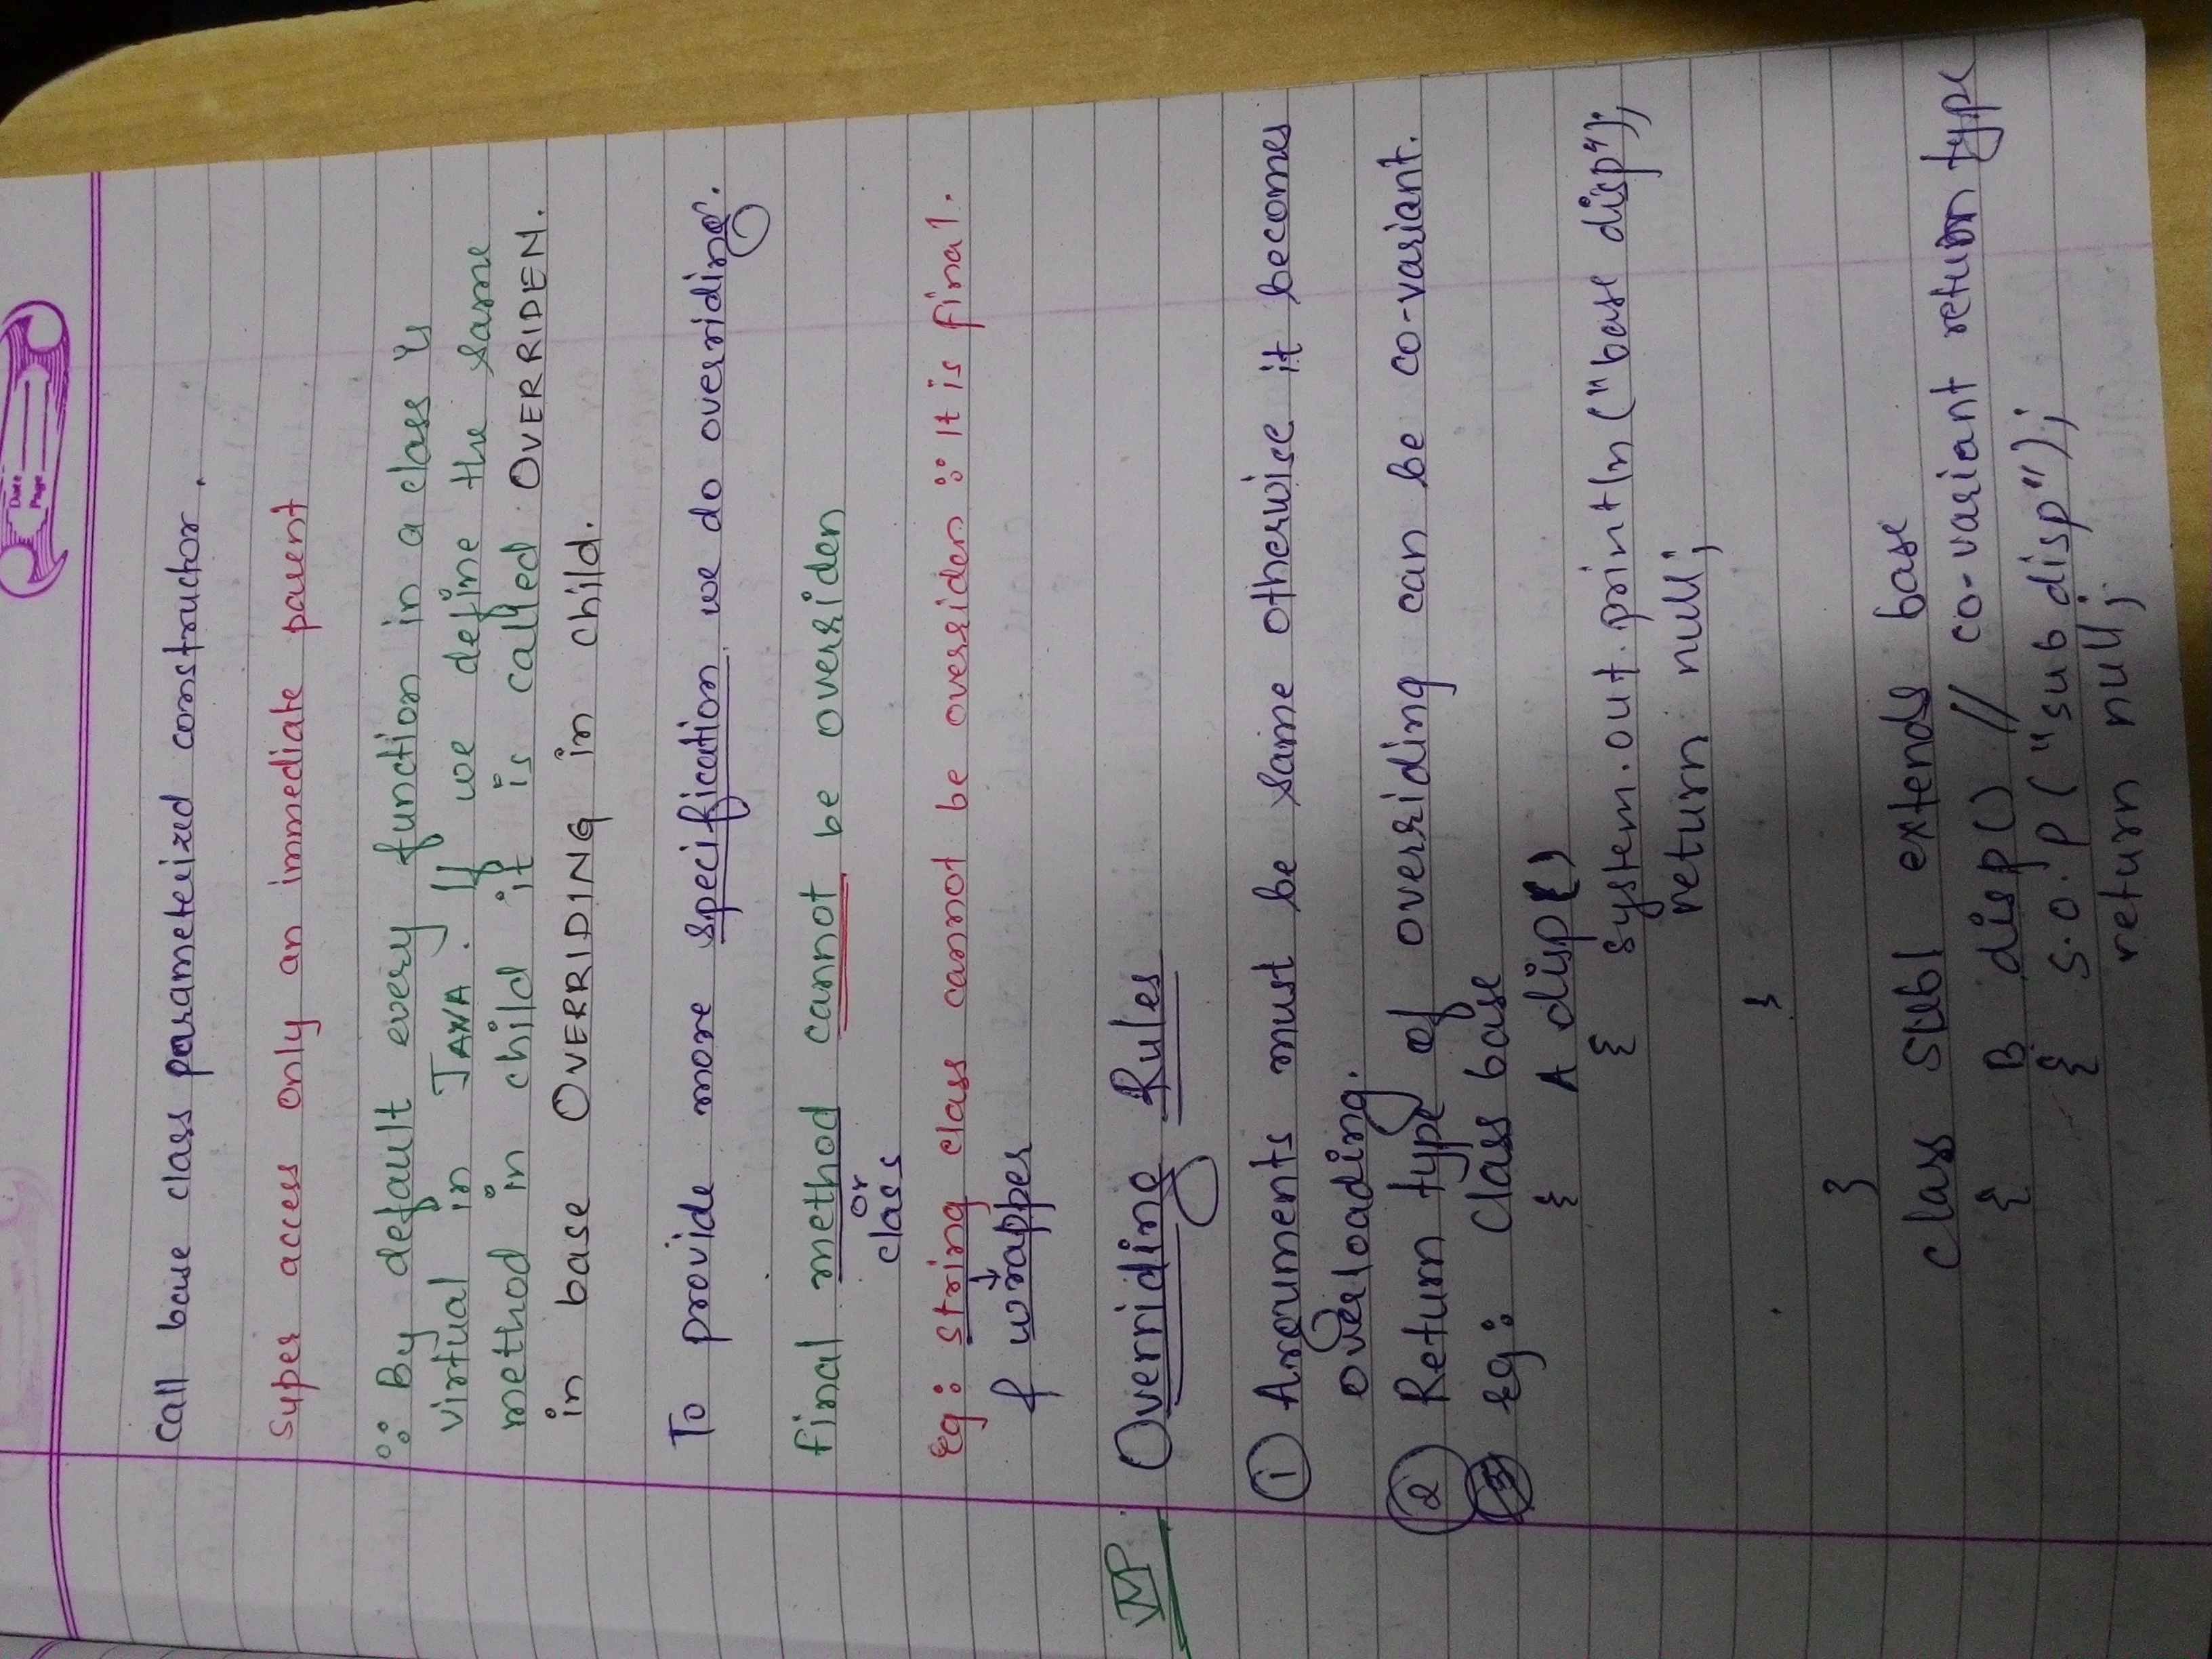 Date
Page
call base class parameterized constructor.
Super access only an immediate parent
∵ By default every function in a class is
virtual in JAVA. If we define the same
method in child it is called OVERRIDEN.
in base OVERRIDING in child.
To provide more specification we do overriding.
final method cannot be overriden
or
class
eg: string class cannot be overriden ∵ It is final.
& wrapper
VIMP
Overriding Rules
① Arguments must be same otherwise it becomes
overloading.
② Return type of overriding can be co-variant.
eg: Class base
{ A disp()
{ system.out.println("base disp");
return null;
}
}
class sub1 extends base
{ B disp() // co-variant return type
{ s.o.p("sub disp");
return null;